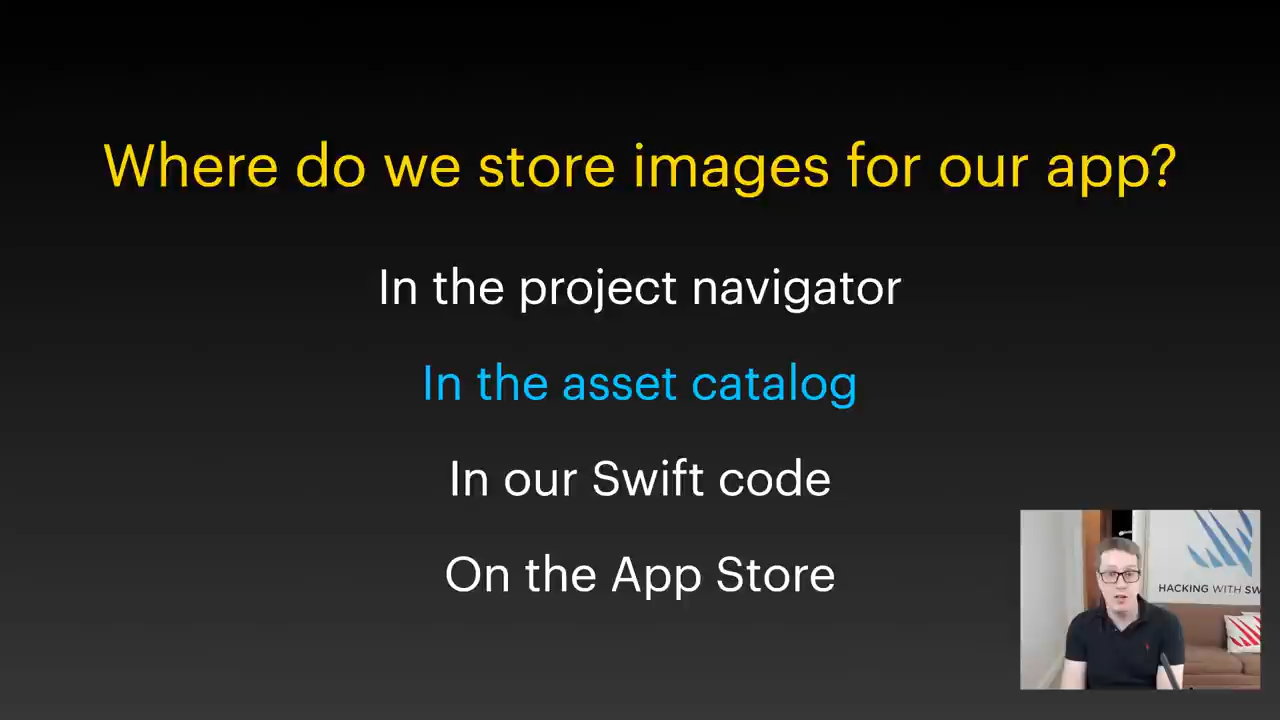 Where do we store images for our app?
In the project navigator
In the asset catalog
In our Swift code
On the App Store
HACKING WITH SW